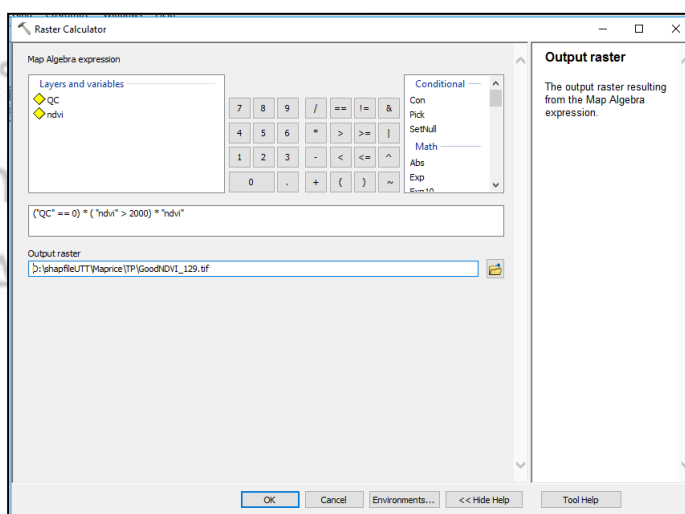 Raster Calculator
Map Algebra expression
Layers and variables
QC
ndvi
7 8 9 / == != &
4 5 6 * > >= |
1 2 3 - < <= ^
0 . + ( ) ~
Conditional
Con
Pick
SetNull
Math
Abs
Exp
Exp10
("QC" == 0) * ( "ndvi" > 2000) * "ndvi"
Output raster
D:\shapfileUTT\Maprice\TP\GoodNDVI_129.tif
OK Cancel Environments... << Hide Help Tool Help
Output raster
The output raster resulting
from the Map Algebra
expression.